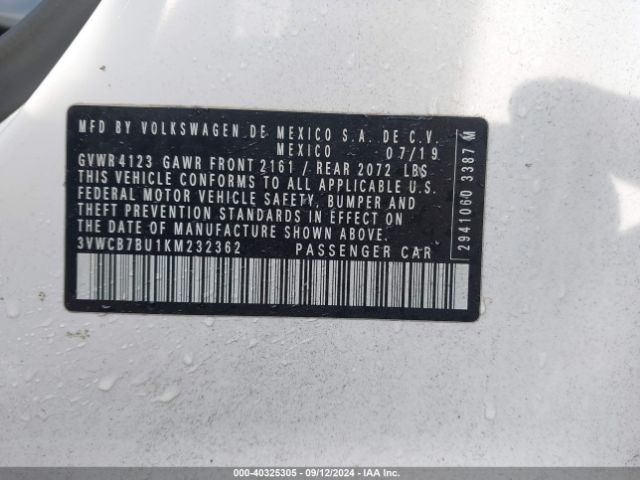 MFD BY VOLKSWAGEN DE MEXICO S.A. DE C.V.
MEXICO 07/19
GVWR 4123 GAWR FRONT 2161 / REAR 2072 LBS
THIS VEHICLE CONFORMS TO ALL APPLICABLE U.S.
FEDERAL MOTOR VEHICLE SAFETY, BUMPER AND
THEFT PREVENTION STANDARDS IN EFFECT ON
THE DATE OF MANUFACTURE SHOWN ABOVE.
3VWCB7BU1KM232362 PASSENGER CAR
2941060 3387 M
000-40325305 - 09/12/2024 - IAA Inc.